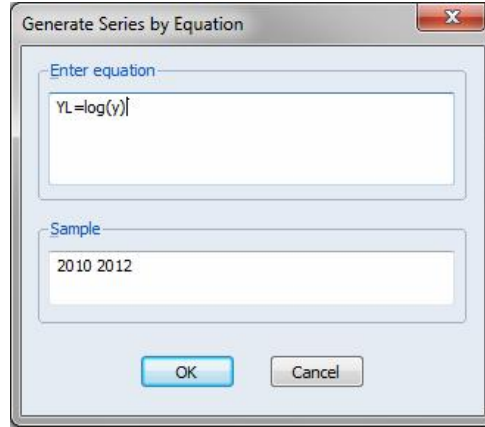 Generate Series by Equation
Enter equation
YL=log(y)
Sample
2010 2012
OK Cancel